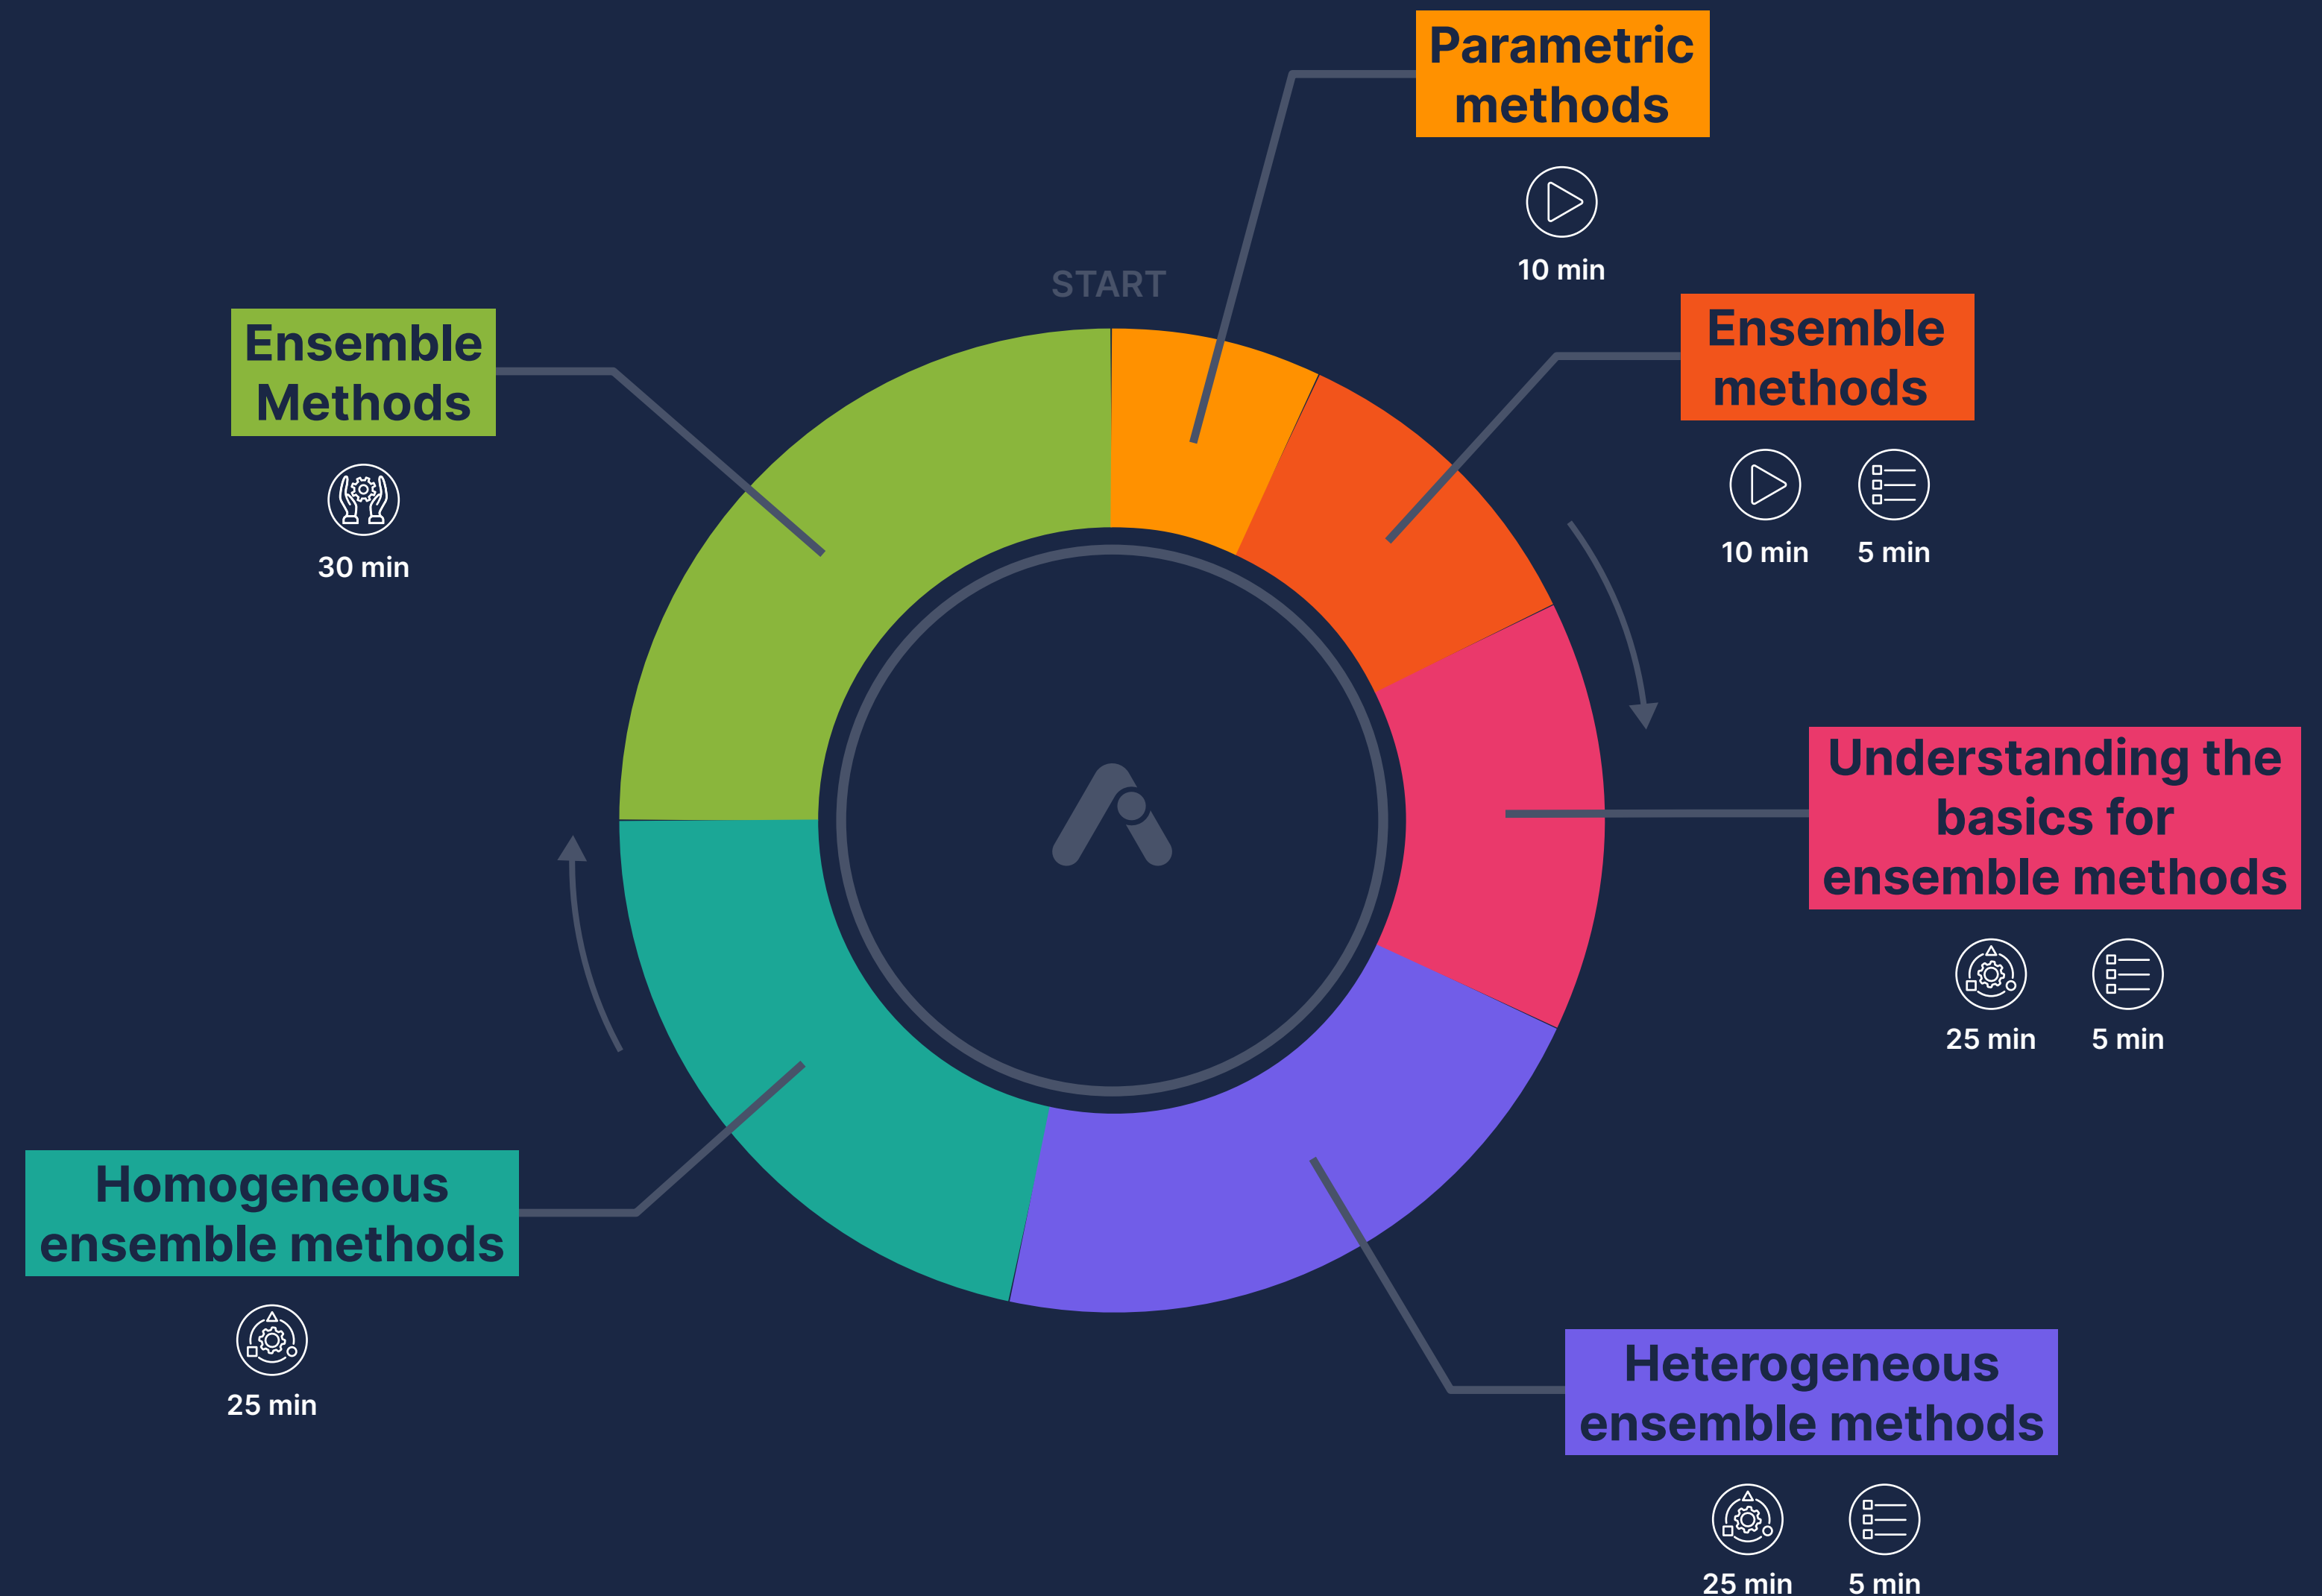 START
Parametric
methods
10 min
Ensemble
methods
10 min
5 min
Understanding the
basics for
ensemble methods
25 min
5 min
Heterogeneous
ensemble methods
25 min
5 min
Homogeneous
ensemble methods
25 min
Ensemble
Methods
30 min